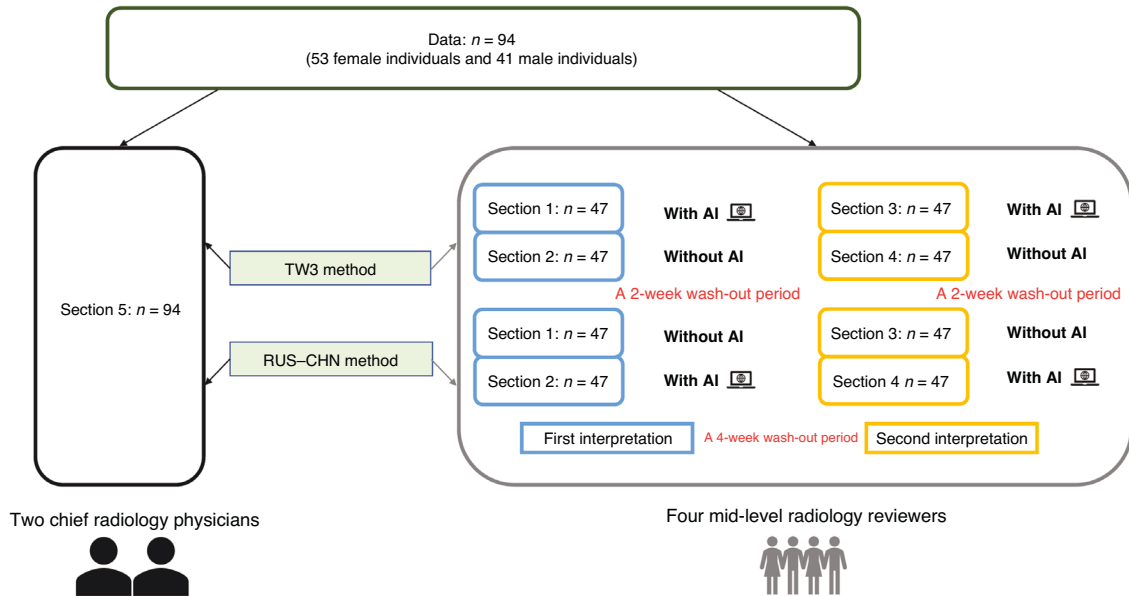 Data: n = 94
(53 female individuals and 41 male individuals)
Section 5: n = 94
TW3 method
RUS–CHN method
Section 1: n = 47
With AI
Section 2: n = 47
Without AI
A 2-week wash-out period
Section 1: n = 47
Without AI
Section 2: n = 47
With AI
Section 3: n = 47
With AI
Section 4: n = 47
Without AI
A 2-week wash-out period
Section 3: n = 47
Without AI
Section 4 n = 47
With AI
First interpretation
A 4-week wash-out period
Second interpretation
Two chief radiology physicians
Four mid-level radiology reviewers